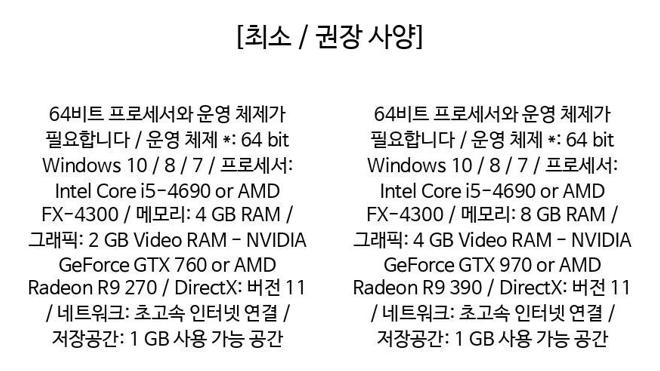 [최소 / 권장 사양]
64비트 프로세서와 운영 체제가
필요합니다 / 운영 체제 *: 64 bit
Windows 10 / 8 / 7 / 프로세서:
Intel Core i5-4690 or AMD
FX-4300 / 메모리: 4 GB RAM /
그래픽: 2 GB Video RAM - NVIDIA
GeForce GTX 760 or AMD
Radeon R9 270 / DirectX: 버전 11
/ 네트워크: 초고속 인터넷 연결 /
저장공간: 1 GB 사용 가능 공간
64비트 프로세서와 운영 체제가
필요합니다 / 운영 체제 *: 64 bit
Windows 10 / 8 / 7 / 프로세서:
Intel Core i5-4690 or AMD
FX-4300 / 메모리: 8 GB RAM /
그래픽: 4 GB Video RAM - NVIDIA
GeForce GTX 970 or AMD
Radeon R9 390 / DirectX: 버전 11
/ 네트워크: 초고속 인터넷 연결 /
저장공간: 1 GB 사용 가능 공간